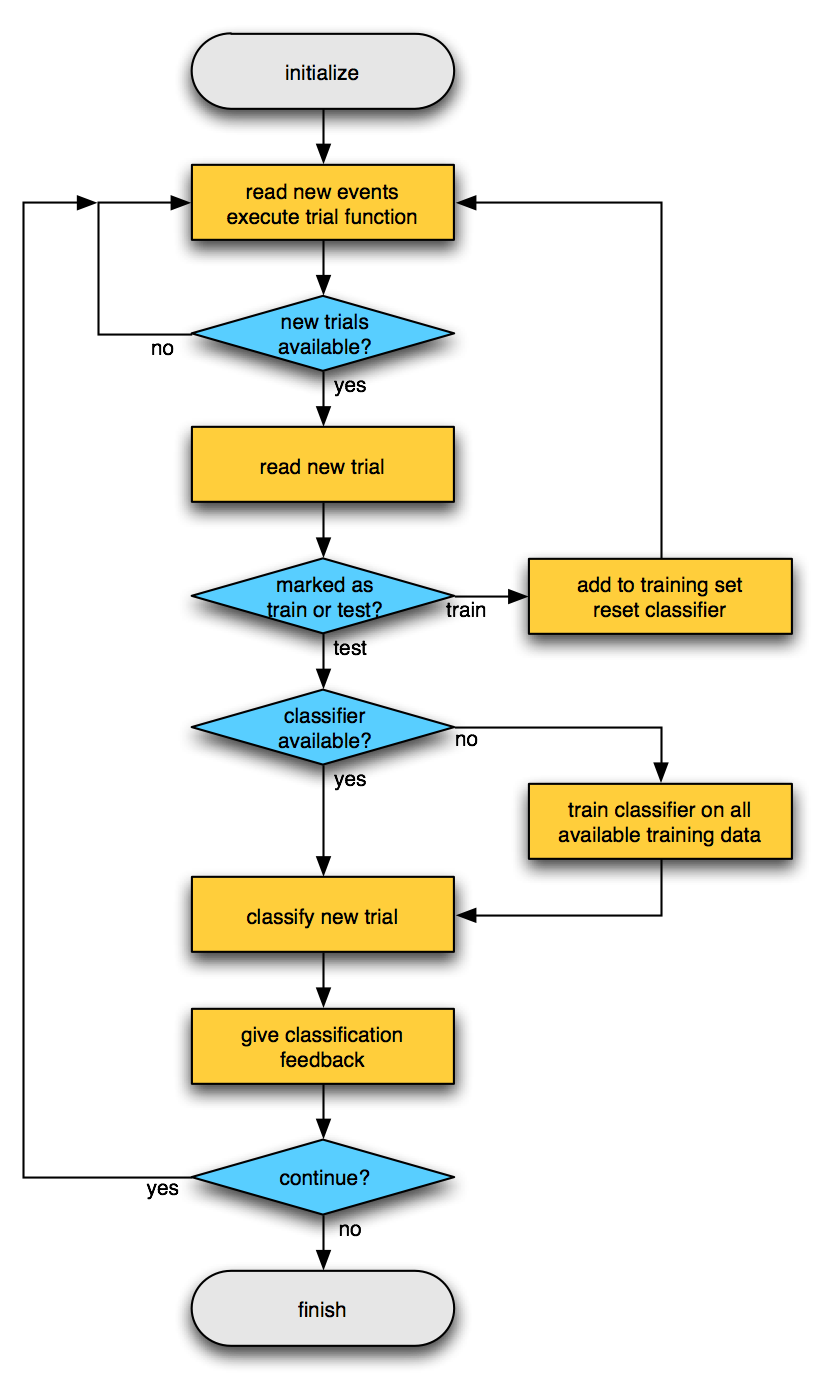 initialize
read new events
execute trial function
new trials
available?
no
yes
read new trial
marked as
train or test?
train
add to training set
reset classifier
test
classifier
available?
no
yes
train classifier on all
available training data
classify new trial
give classification
feedback
continue?
yes
no
finish